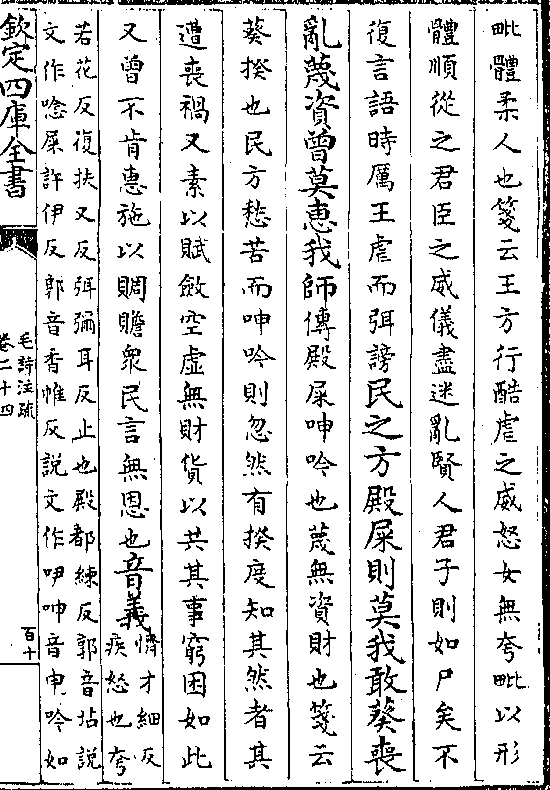 毗體柔人也箋云王方行酷虐之威怒女無夸毗以形
體順從之君臣之威儀盡迷亂賢人君子則如尸矣不
復言語時厲王虐而弭謗民之方殿屎則莫我敢葵喪
亂蔑資曽莫惠我師傳殿屎呻吟也蔑無資財也箋云
葵揆也民方愁苦而呻吟則忽然有揆度知其然者其
遭喪禍又素以賦斂空虛無財貨以共其事窮困如此
又曽不肯惠施以賙贍衆民言無恩也音義
懠才細反
疾怒也夸
若花反復扶又反弭彌耳反止也殿都練反郭音坫說
文作唸屎許伊反郭音香惟反説文作㕧呻音申吟如
欽定四庫全書
毛詩注疏
卷二十四
百十